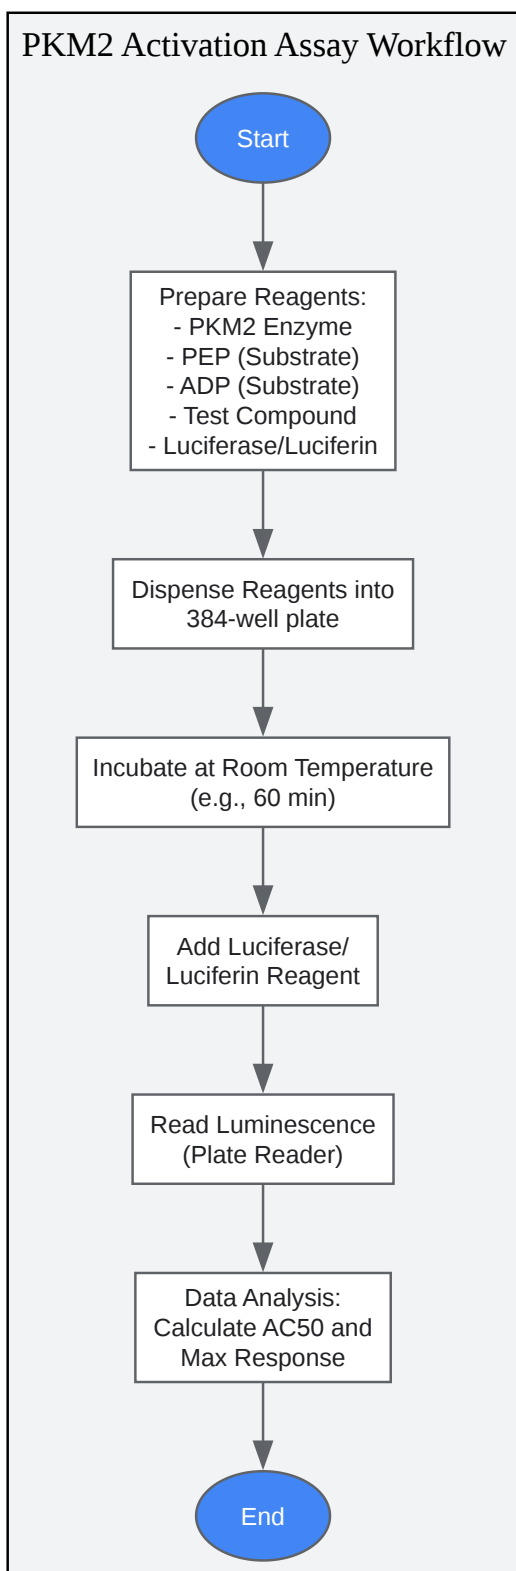 PKM2 Activation Assay Workflow
Start
Prepare Reagents:
- PKM2 Enzyme
- PEP (Substrate)
- ADP (Substrate)
- Test Compound
- Luciferase/Luciferin
Dispense Reagents into
384-well plate
Incubate at Room Temperature
(e.g., 60 min)
Add Luciferase/
Luciferin Reagent
Read Luminescence
(Plate Reader)
Data Analysis:
Calculate AC50 and
Max Response
End